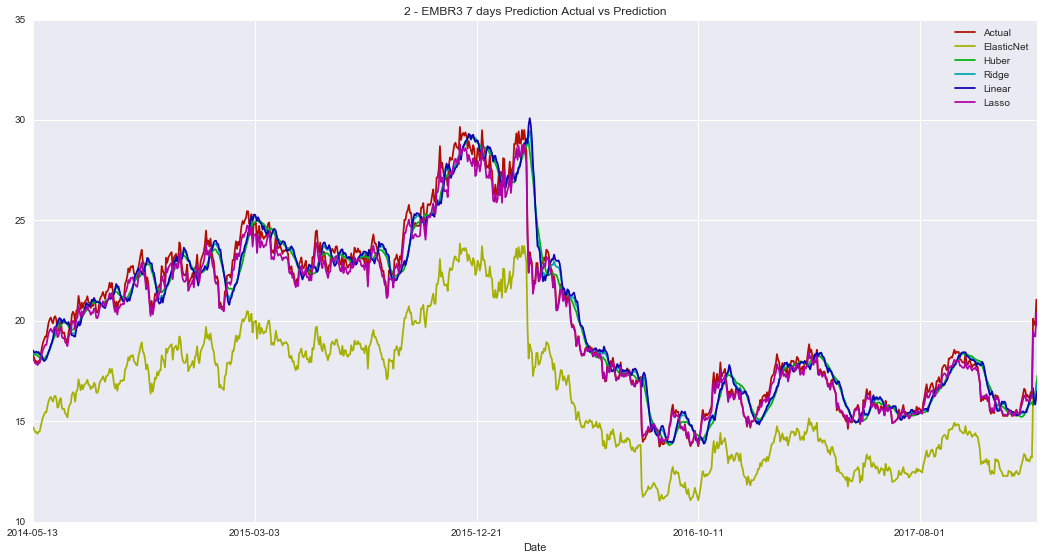 2 - EMBR3 7 days Prediction Actual vs Prediction
35
30
25
20
15
10
Actual
ElasticNet
Huber
Ridge
Linear
Lasso
2014-05-13
2015-03-03
2015-12-21
2016-10-11
2017-08-01
Date